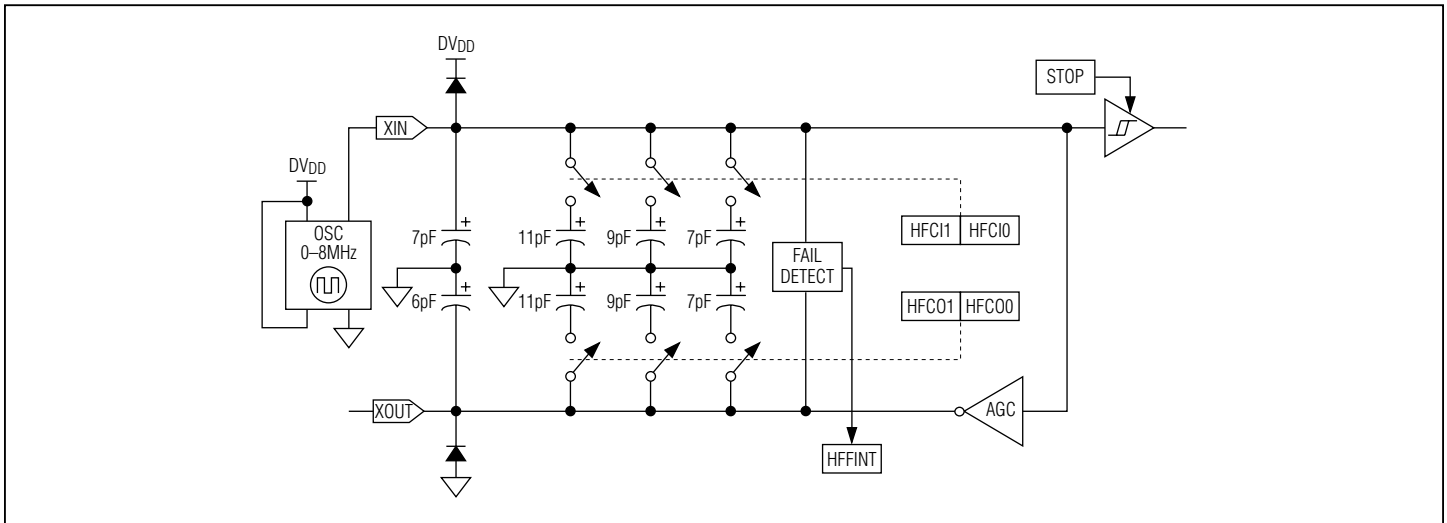 DVDD
STOP
XIN
DVDD
OSC
0–8MHz
HFCI1 HFCI0
7pF
+
11pF
+
9pF
+
7pF
+
FAIL
DETECT
6pF
+
11pF
+
9pF
+
7pF
+
HFCO1 HFCO0
XOUT
AGC
HFFINT